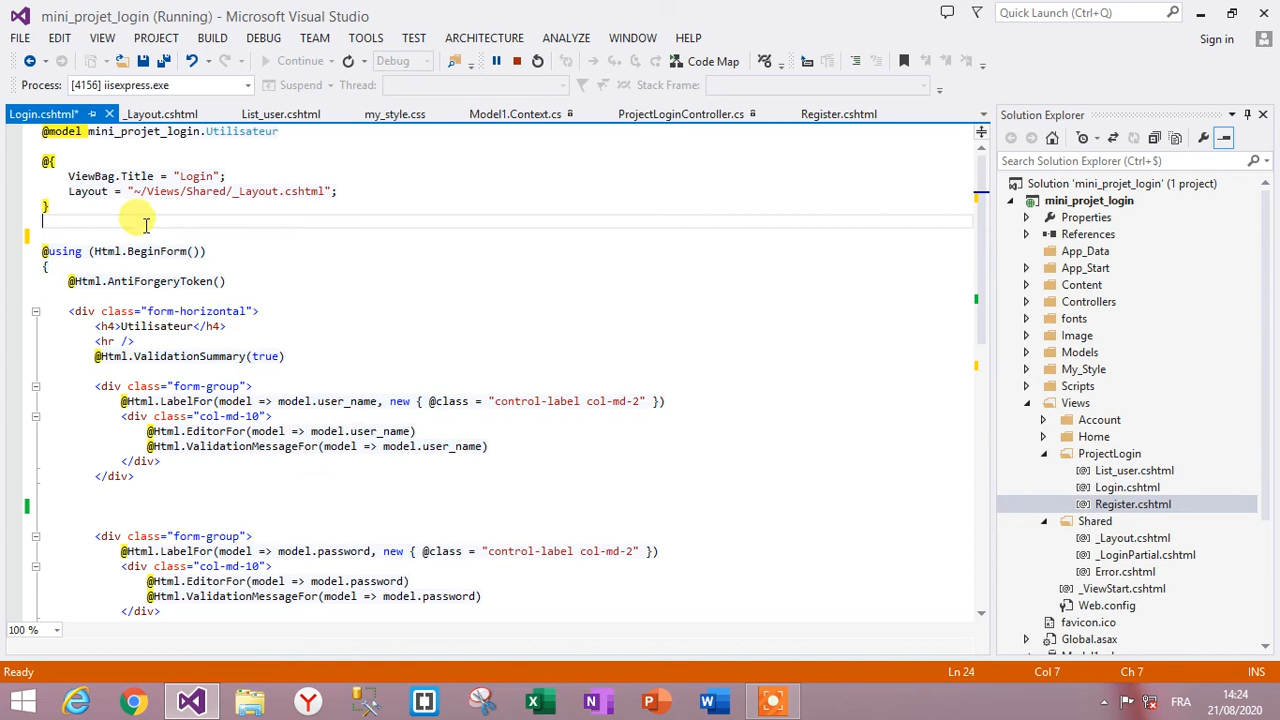 mini_projet_login (Running) - Microsoft Visual Studio
Quick Launch (Ctrl+Q)
FILE EDIT VIEW PROJECT BUILD DEBUG TEAM TOOLS TEST ARCHITECTURE ANALYZE WINDOW HELP
Sign in
Continue Debug Code Map
Process: [4156] iisexpress.exe Suspend Thread: Stack Frame:
Login.cshtml* _Layout.cshtml List_user.cshtml my_style.css Model1.Context.cs ProjectLoginController.cs Register.cshtml
@model mini_projet_login.Utilisateur
@{
ViewBag.Title = "Login";
Layout = "~/Views/Shared/_Layout.cshtml";
}
@using (Html.BeginForm())
{
@Html.AntiForgeryToken()
<div class="form-horizontal">
<h4>Utilisateur</h4>
<hr />
@Html.ValidationSummary(true)
<div class="form-group">
@Html.LabelFor(model => model.user_name, new { @class = "control-label col-md-2" })
<div class="col-md-10">
@Html.EditorFor(model => model.user_name)
@Html.ValidationMessageFor(model => model.user_name)
</div>
</div>
<div class="form-group">
@Html.LabelFor(model => model.password, new { @class = "control-label col-md-2" })
<div class="col-md-10">
@Html.EditorFor(model => model.password)
@Html.ValidationMessageFor(model => model.password)
</div>
100 %
Solution Explorer
Search Solution Explorer (Ctrl+$)
Solution 'mini_projet_login' (1 project)
mini_projet_login
Properties
References
App_Data
App_Start
Content
Controllers
fonts
Image
Models
My_Style
Scripts
Views
Account
Home
ProjectLogin
List_user.cshtml
Login.cshtml
Register.cshtml
Shared
_Layout.cshtml
_LoginPartial.cshtml
Error.cshtml
_ViewStart.cshtml
Web.config
favicon.ico
Global.asax
Ready Ln 24 Col 7 Ch 7 INS
FR
14:24
21/08/2020